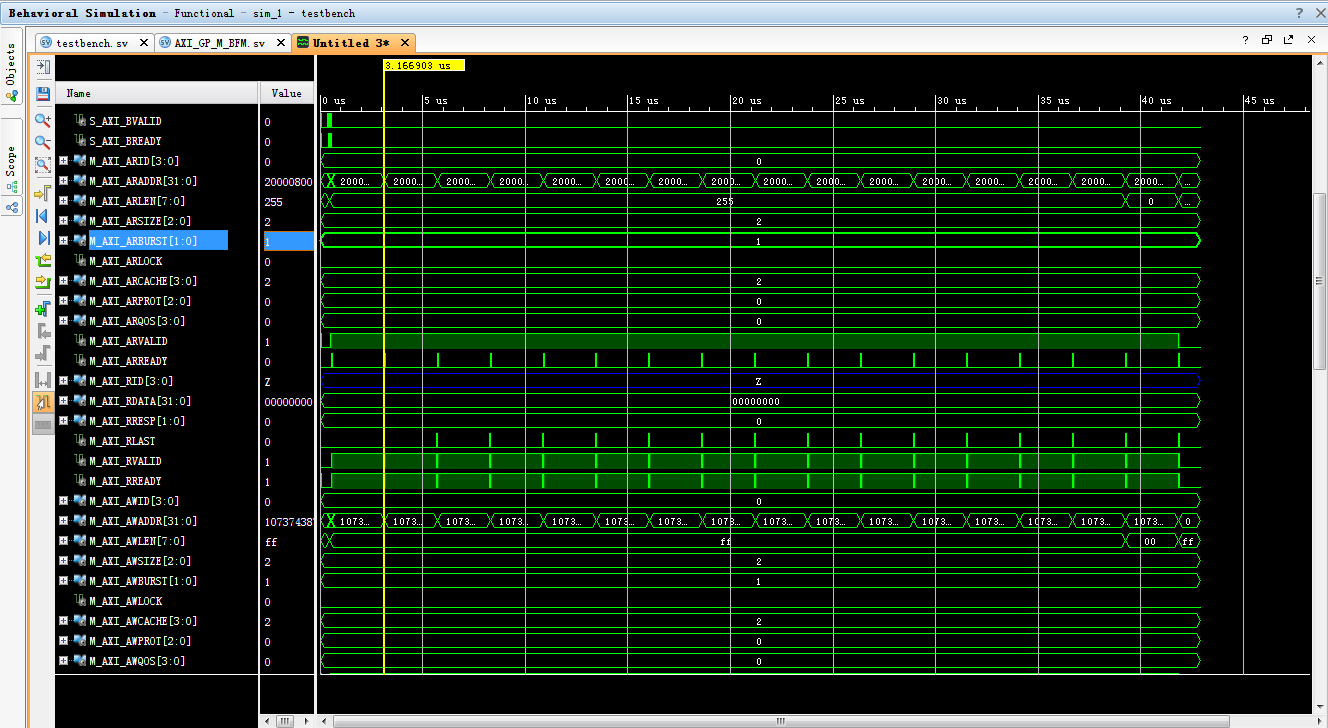 Behavioral Simulation - Functional - sim_1 - testbench
testbench.sv AXI_GP_M_BFM.sv Untitled 3*
Objects
Scope
3.166903 us
Name Value
0 us 5 us 10 us 15 us 20 us 25 us 30 us 35 us 40 us 45 us
S_AXI_BVALID 0
S_AXI_BREADY 0
M_AXI_ARID[3:0] 0 0
M_AXI_ARADDR[31:0] 20000800 2000... 2000... 2000... 2000... 2000... 2000... 2000... 2000... 2000... 2000... 2000... 2000... 2000... 2000... 2000... 2000... ...
M_AXI_ARLEN[7:0] 255 255 0 ...
M_AXI_ARSIZE[2:0] 2 2
M_AXI_ARBURST[1:0] 1 1
M_AXI_ARLOCK 0
M_AXI_ARCACHE[3:0] 2 2
M_AXI_ARPROT[2:0] 0 0
M_AXI_ARQOS[3:0] 0 0
M_AXI_ARVALID 1
M_AXI_ARREADY 0
M_AXI_RID[3:0] Z Z
M_AXI_RDATA[31:0] 00000000 00000000
M_AXI_RRESP[1:0] 0 0
M_AXI_RLAST 0
M_AXI_RVALID 1
M_AXI_RREADY 1
M_AXI_AWID[3:0] 0 0
M_AXI_AWADDR[31:0] 10737438 1073... 1073... 1073... 1073... 1073... 1073... 1073... 1073... 1073... 1073... 1073... 1073... 1073... 1073... 1073... 1073... 0
M_AXI_AWLEN[7:0] ff ff 00 ff
M_AXI_AWSIZE[2:0] 2 2
M_AXI_AWBURST[1:0] 1 1
M_AXI_AWLOCK 0
M_AXI_AWCACHE[3:0] 2 2
M_AXI_AWPROT[2:0] 0 0
M_AXI_AWQOS[3:0] 0 0